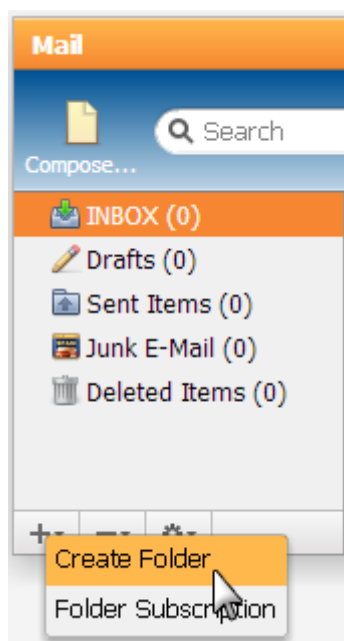 Mail
Search
Compose...
INBOX (0)
Drafts (0)
Sent Items (0)
Junk E-Mail (0)
Deleted Items (0)
Create Folder
Folder Subscription